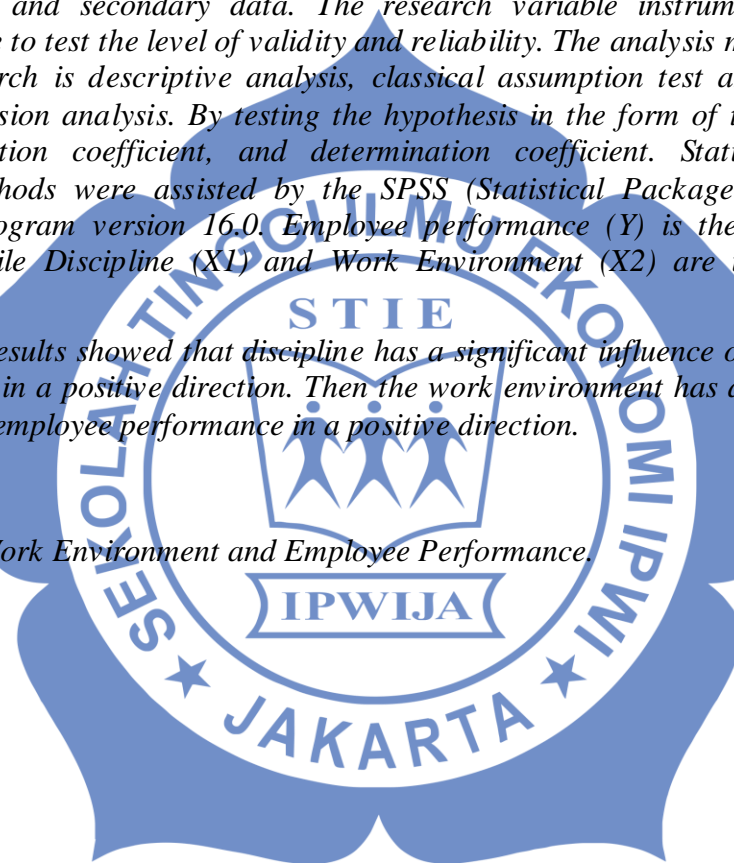 and secondary data. The research variable instrum
e to test the level of validity and reliability. The analysis m
rch is descriptive analysis, classical assumption test a
sion analysis. By testing the hypothesis in the form of t
tion coefficient, and determination coefficient. Stati
hods were assisted by the SPSS (Statistical Package
ogram version 16.0. Employee performance (Y) is the
ile Discipline (X1) and Work Environment (X2) are i
esults showed that discipline has a significant influence o
in a positive direction. Then the work environment has a
employee performance in a positive direction.
Work Environment and Employee Performance.
SEKOLAH TINGGI ILMU EKONOMI IPWI
STIE
IPWIJA
JAKARTA